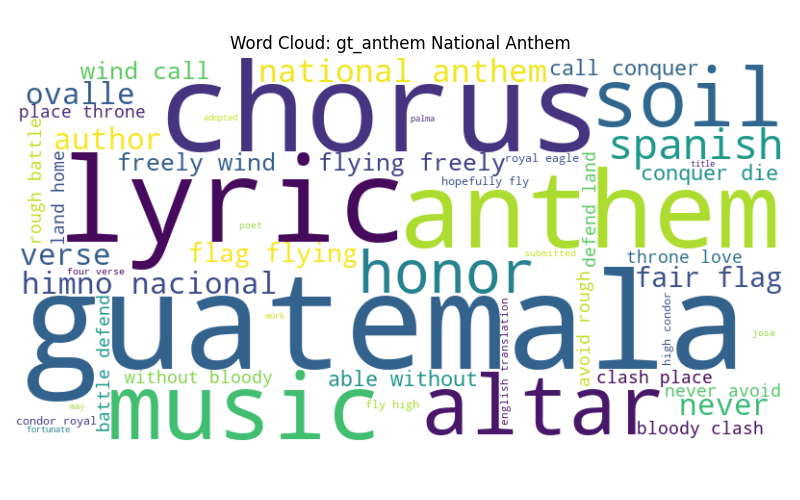 Word Cloud: gt_anthem National Anthem
wind call
national anthem
call conquer
ovalle
chorus
soil
place throne
adopted
palma
author
spanish
rough battle
land home
freely wind
flying freely
royal eagle
title
conquer die
hopefully fly
lyric
anthem
defend land
poet
verse
flag flying
submitted
throne love
four verse
himno nacional
honor
fair flag
guatemala
battle defend
work
english translation
avoid rough
high condor
jose
without bloody
able without
clash place
never avoid
may
music
fly high
altar
never
condor royal
fortunate
bloody clash